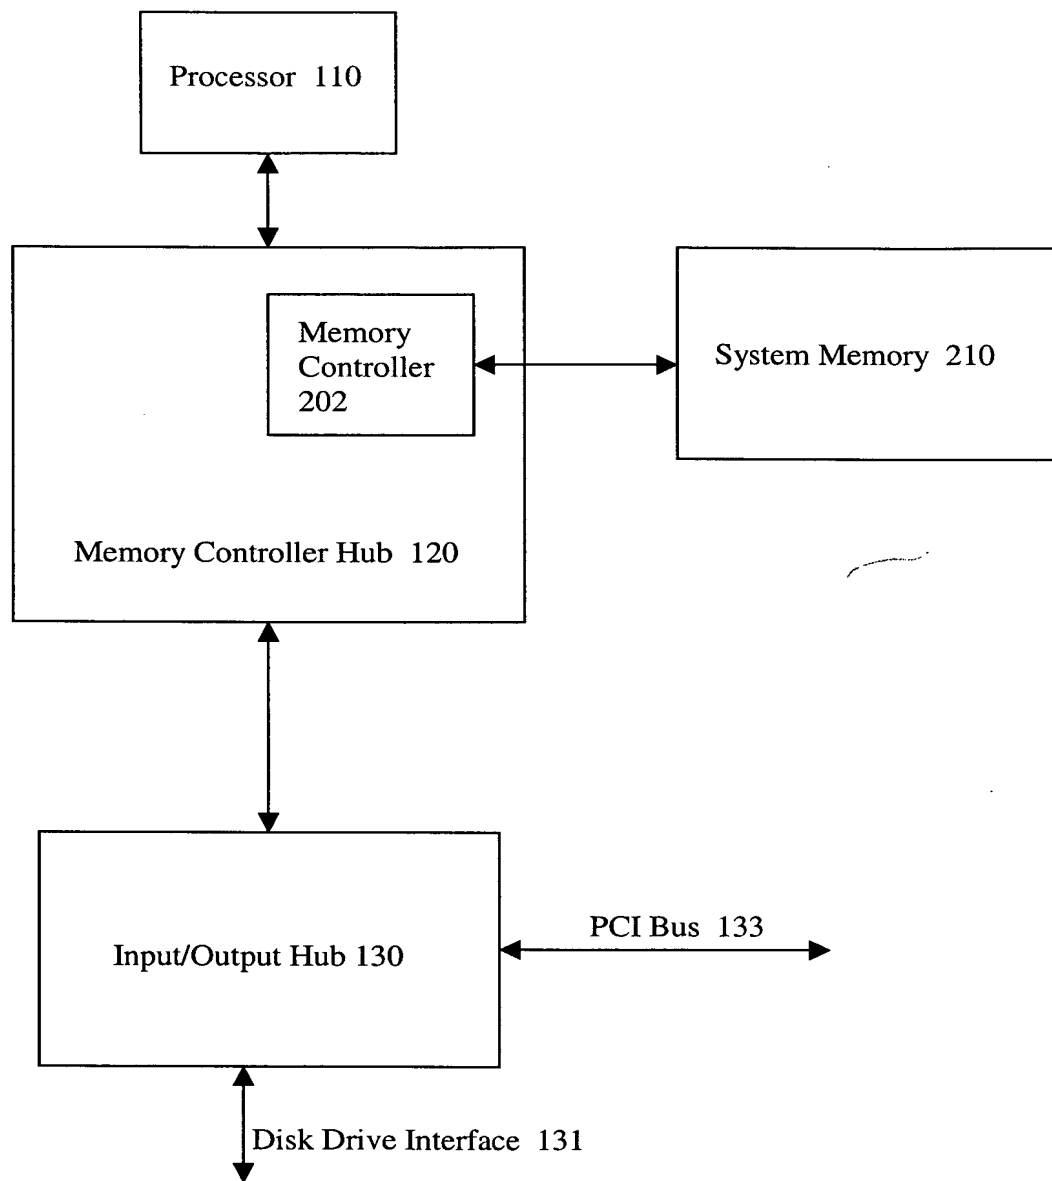 Processor 110
Memory
Controller
202
System Memory 210
Memory Controller Hub 120
PCI Bus 133
Input/Output Hub 130
Disk Drive Interface 131